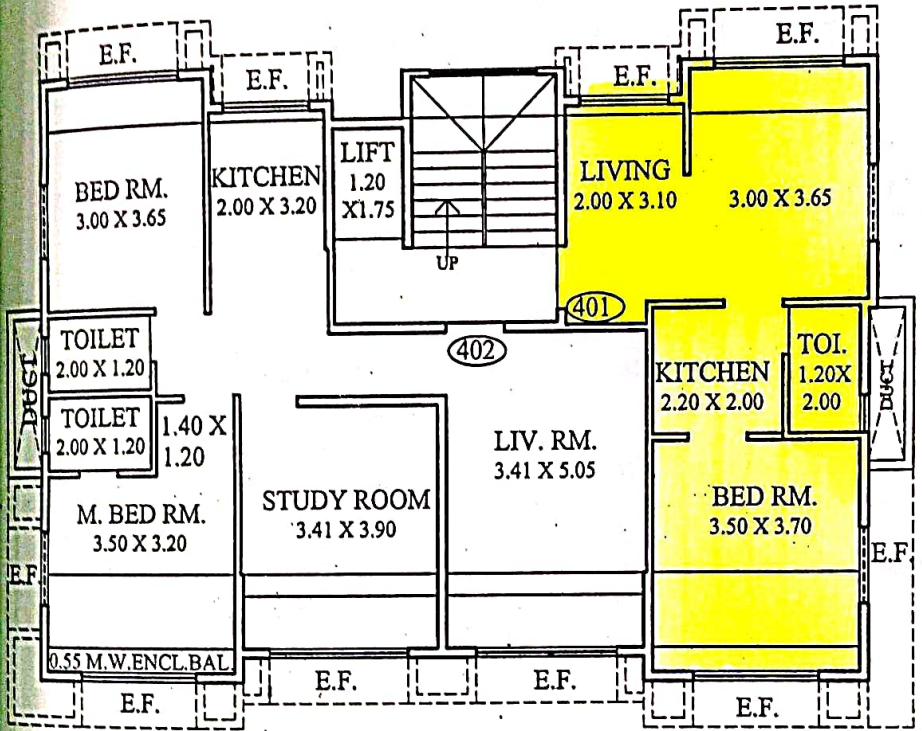 E.F.
E.F.
E.F.
E.F.
BED RM.
3.00 X 3.65
KITCHEN
2.00 X 3.20
LIFT
1.20
X1.75
UP
LIVING
2.00 X 3.10
3.00 X 3.65
401
402
DUCT
TOILET
2.00 X 1.20
TOILET
2.00 X 1.20
1.40 X
1.20
KITCHEN
2.20 X 2.00
TOI.
1.20X
2.00
DUCT
M. BED RM.
3.50 X 3.20
STUDY ROOM
3.41 X 3.90
LIV. RM.
3.41 X 5.05
BED RM.
3.50 X 3.70
E.F.
E.F.
0.55 M.W.ENCL.BAL.
E.F.
E.F.
E.F.
E.F.